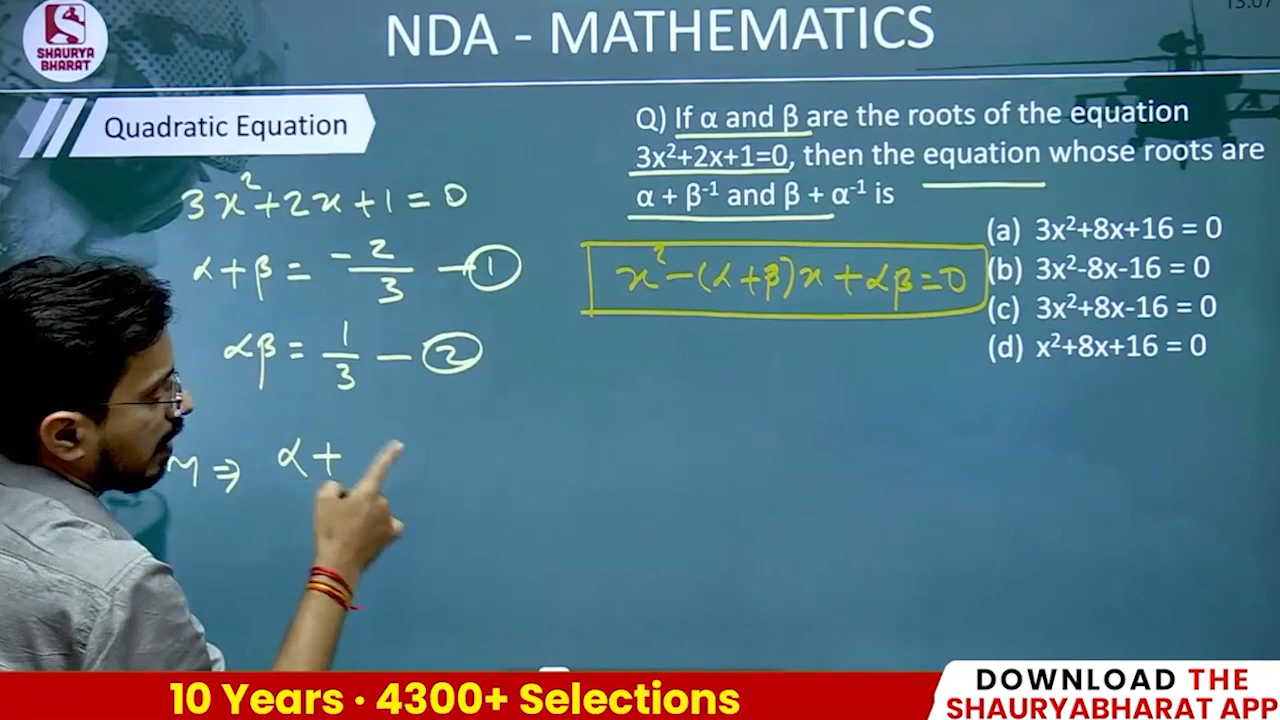 13:07
NDA - MATHEMATICS
SHAURYA
BHARAT
Quadratic Equation
Q) If α and β are the roots of the equation
3x²+2x+1=0, then the equation whose roots are
α + β⁻¹ and β + α⁻¹ is
(a) 3x²+8x+16 = 0
(b) 3x²-8x-16 = 0
(c) 3x²+8x-16 = 0
(d) x²+8x+16 = 0
x²-(α+β)x+αβ=0
3x²+2x+1=0
α+β = -2/3 - ①
αβ = 1/3 - ②
⇒ α+
10 Years · 4300+ Selections
DOWNLOAD THE
SHAURYABHARAT APP